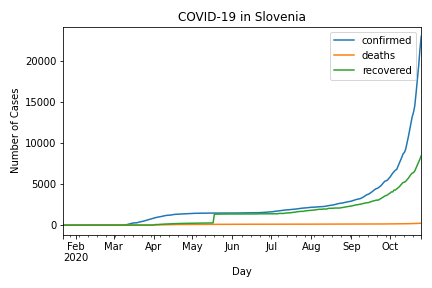 COVID-19 in Slovenia
confirmed
deaths
recovered
Number of Cases
20000
15000
10000
5000
0
Feb Mar Apr May Jun Jul Aug Sep Oct
2020
Day